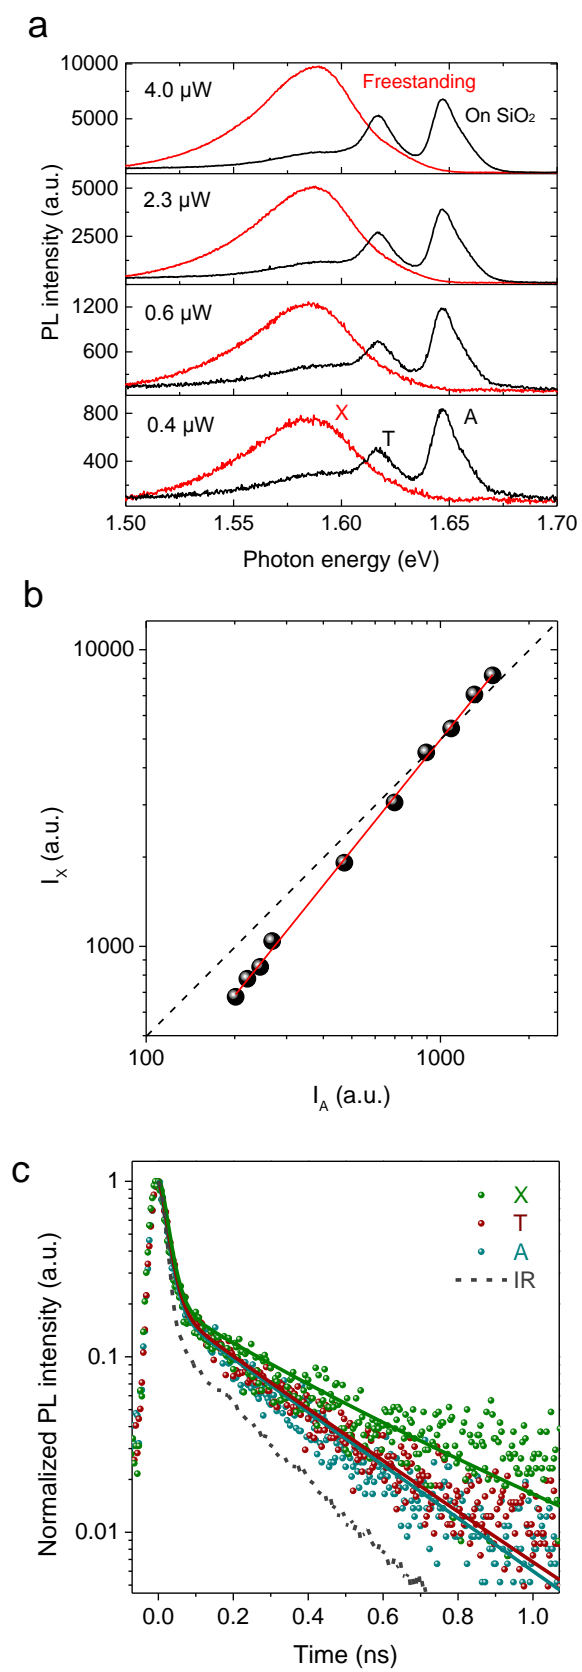 a
10000
5000
4.0 µW
Freestanding
On SiO₂
5000
2500
2.3 µW
1200
600
0.6 µW
800
400
0.4 µW
X
T
A
PL intensity (a.u.)
1.50 1.55 1.60 1.65 1.70
Photon energy (eV)
b
10000
1000
I_X (a.u.)
100 1000
I_A (a.u.)
c
1
0.1
0.01
X
T
A
IR
Normalized PL intensity (a.u.)
0.0 0.2 0.4 0.6 0.8 1.0
Time (ns)